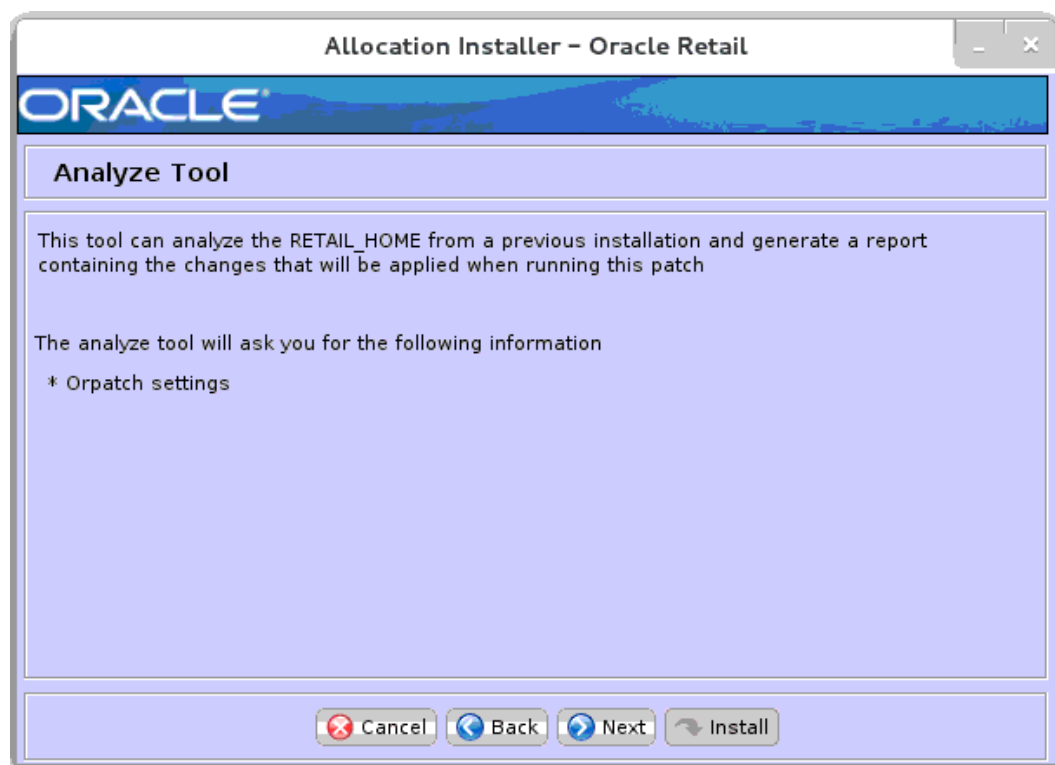 Allocation Installer – Oracle Retail
ORACLE
Analyze Tool
This tool can analyze the RETAIL_HOME from a previous installation and generate a report
containing the changes that will be applied when running this patch
The analyze tool will ask you for the following information
* Orpatch settings
Cancel Back Next Install